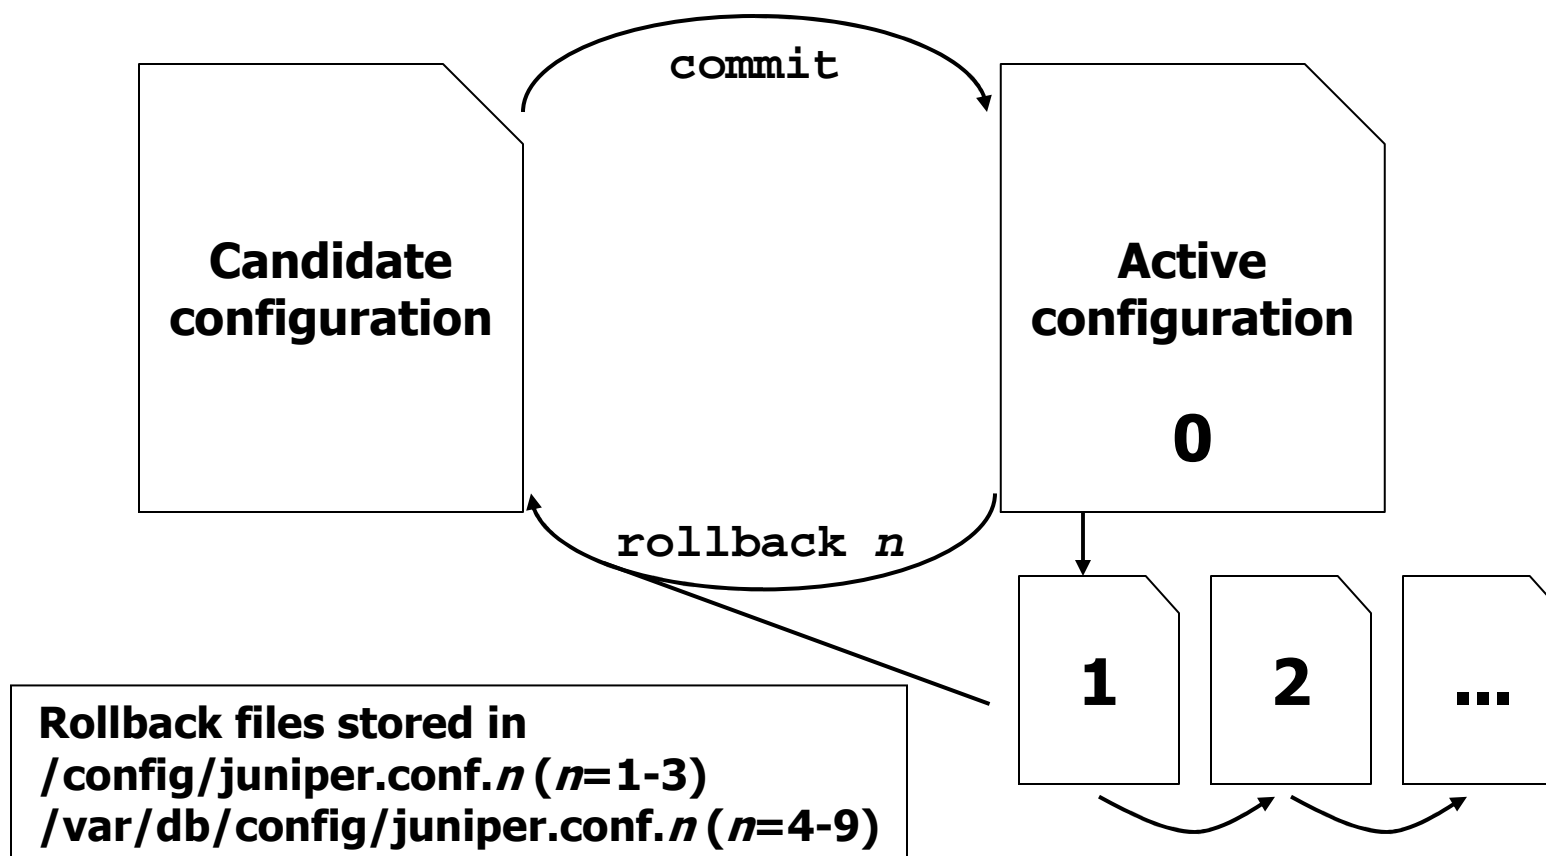 commit
Candidate
configuration
Active
configuration
0
rollback n
1
2
...
Rollback files stored in
/config/juniper.conf.n (n=1-3)
/var/db/config/juniper.conf.n (n=4-9)